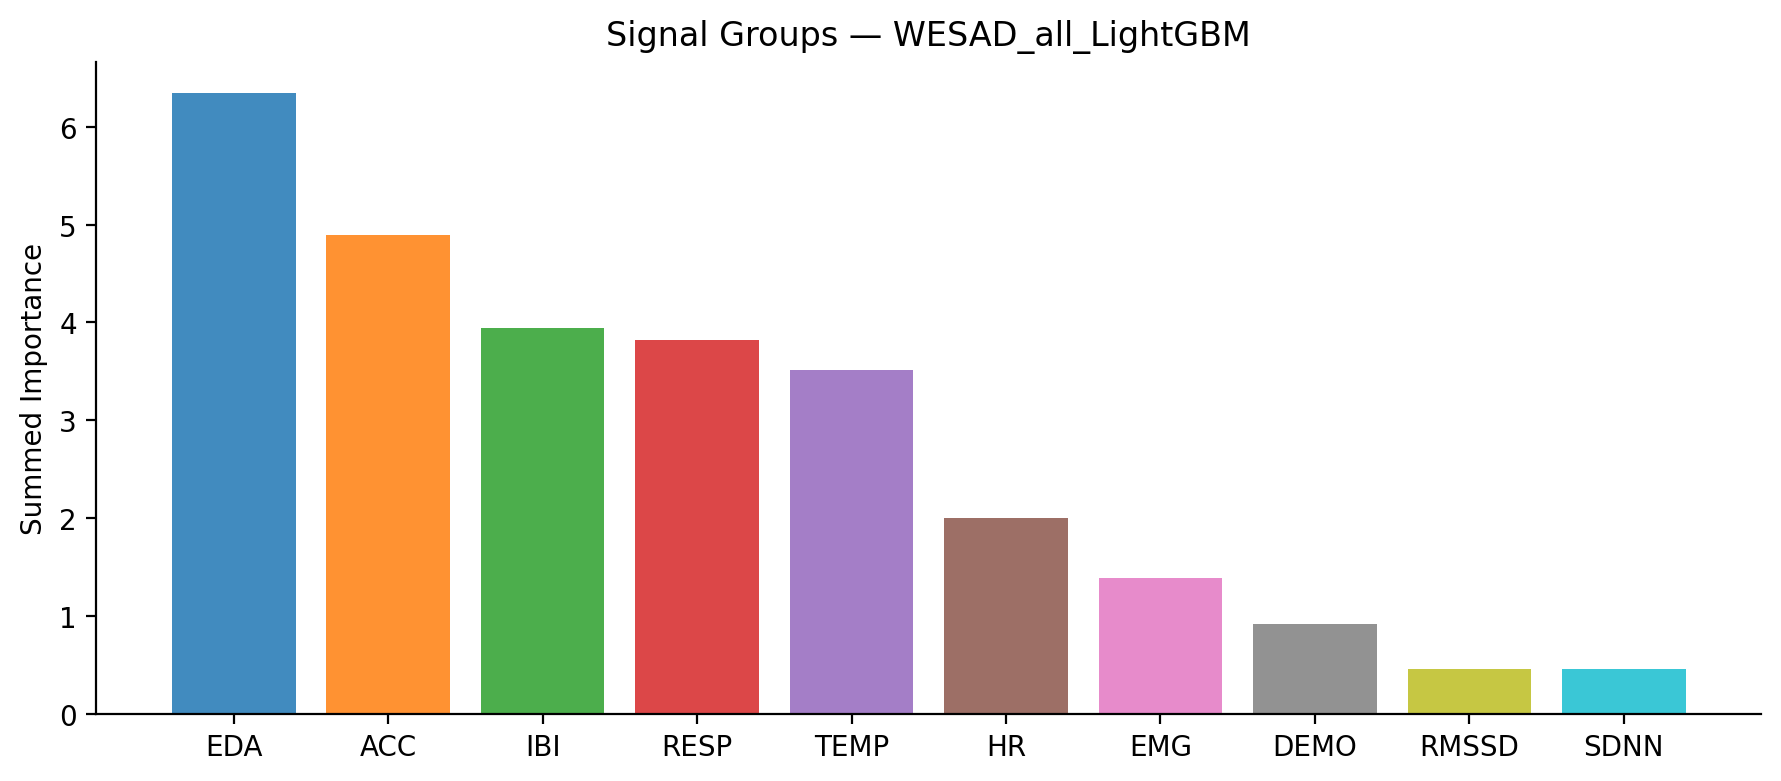 Signal Groups — WESAD_all_LightGBM
Summed Importance
6
5
4
3
2
1
0
EDA ACC IBI RESP TEMP HR EMG DEMO RMSSD SDNN